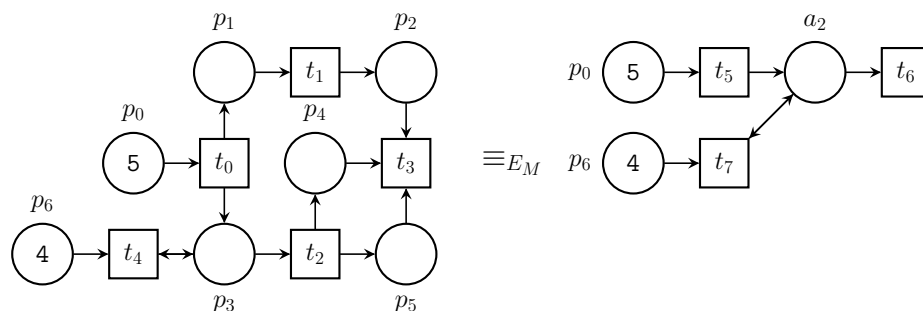 p₁ p₂ a₂
t₁ p₀ 5 t₅ t₆
p₀ p₄
5 t₀ t₃ ≡E_M
p₆ p₆ 4 t₇
4 t₄ t₂
p₃ p₅